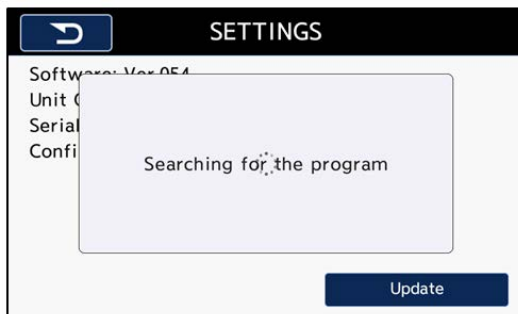 SETTINGS
Software: Ver 054
Unit
Serial
Confi
Searching for the program
Update